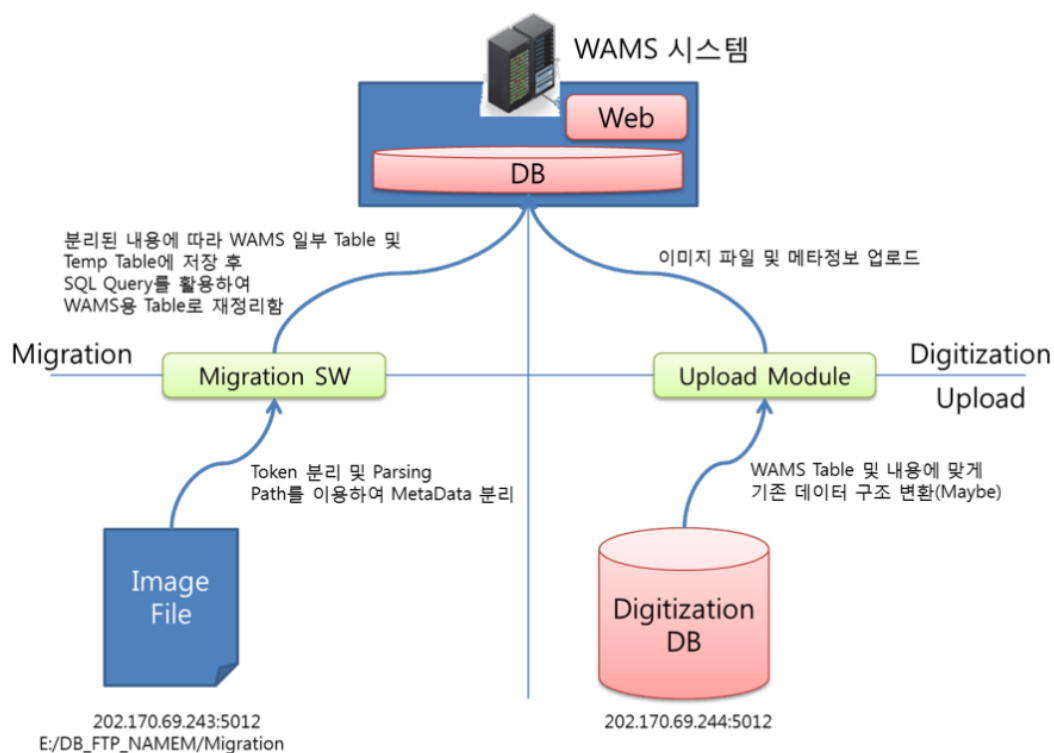 WAMS 시스템
Web
DB
분리된 내용에 따라 WAMS 일부 Table 및
Temp Table에 저장 후
SQL Query를 활용하여
WAMS용 Table로 재정리함
이미지 파일 및 메타정보 업로드
Migration
Migration SW
Upload Module
Digitization
Upload
Token 분리 및 Parsing
Path를 이용하여 MetaData 분리
WAMS Table 및 내용에 맞게
기존 데이터 구조 변환(Maybe)
Image
File
Digitization
DB
202.170.69.243:5012
E:/DB_FTP_NAMEM/Migration
202.170.69.244:5012